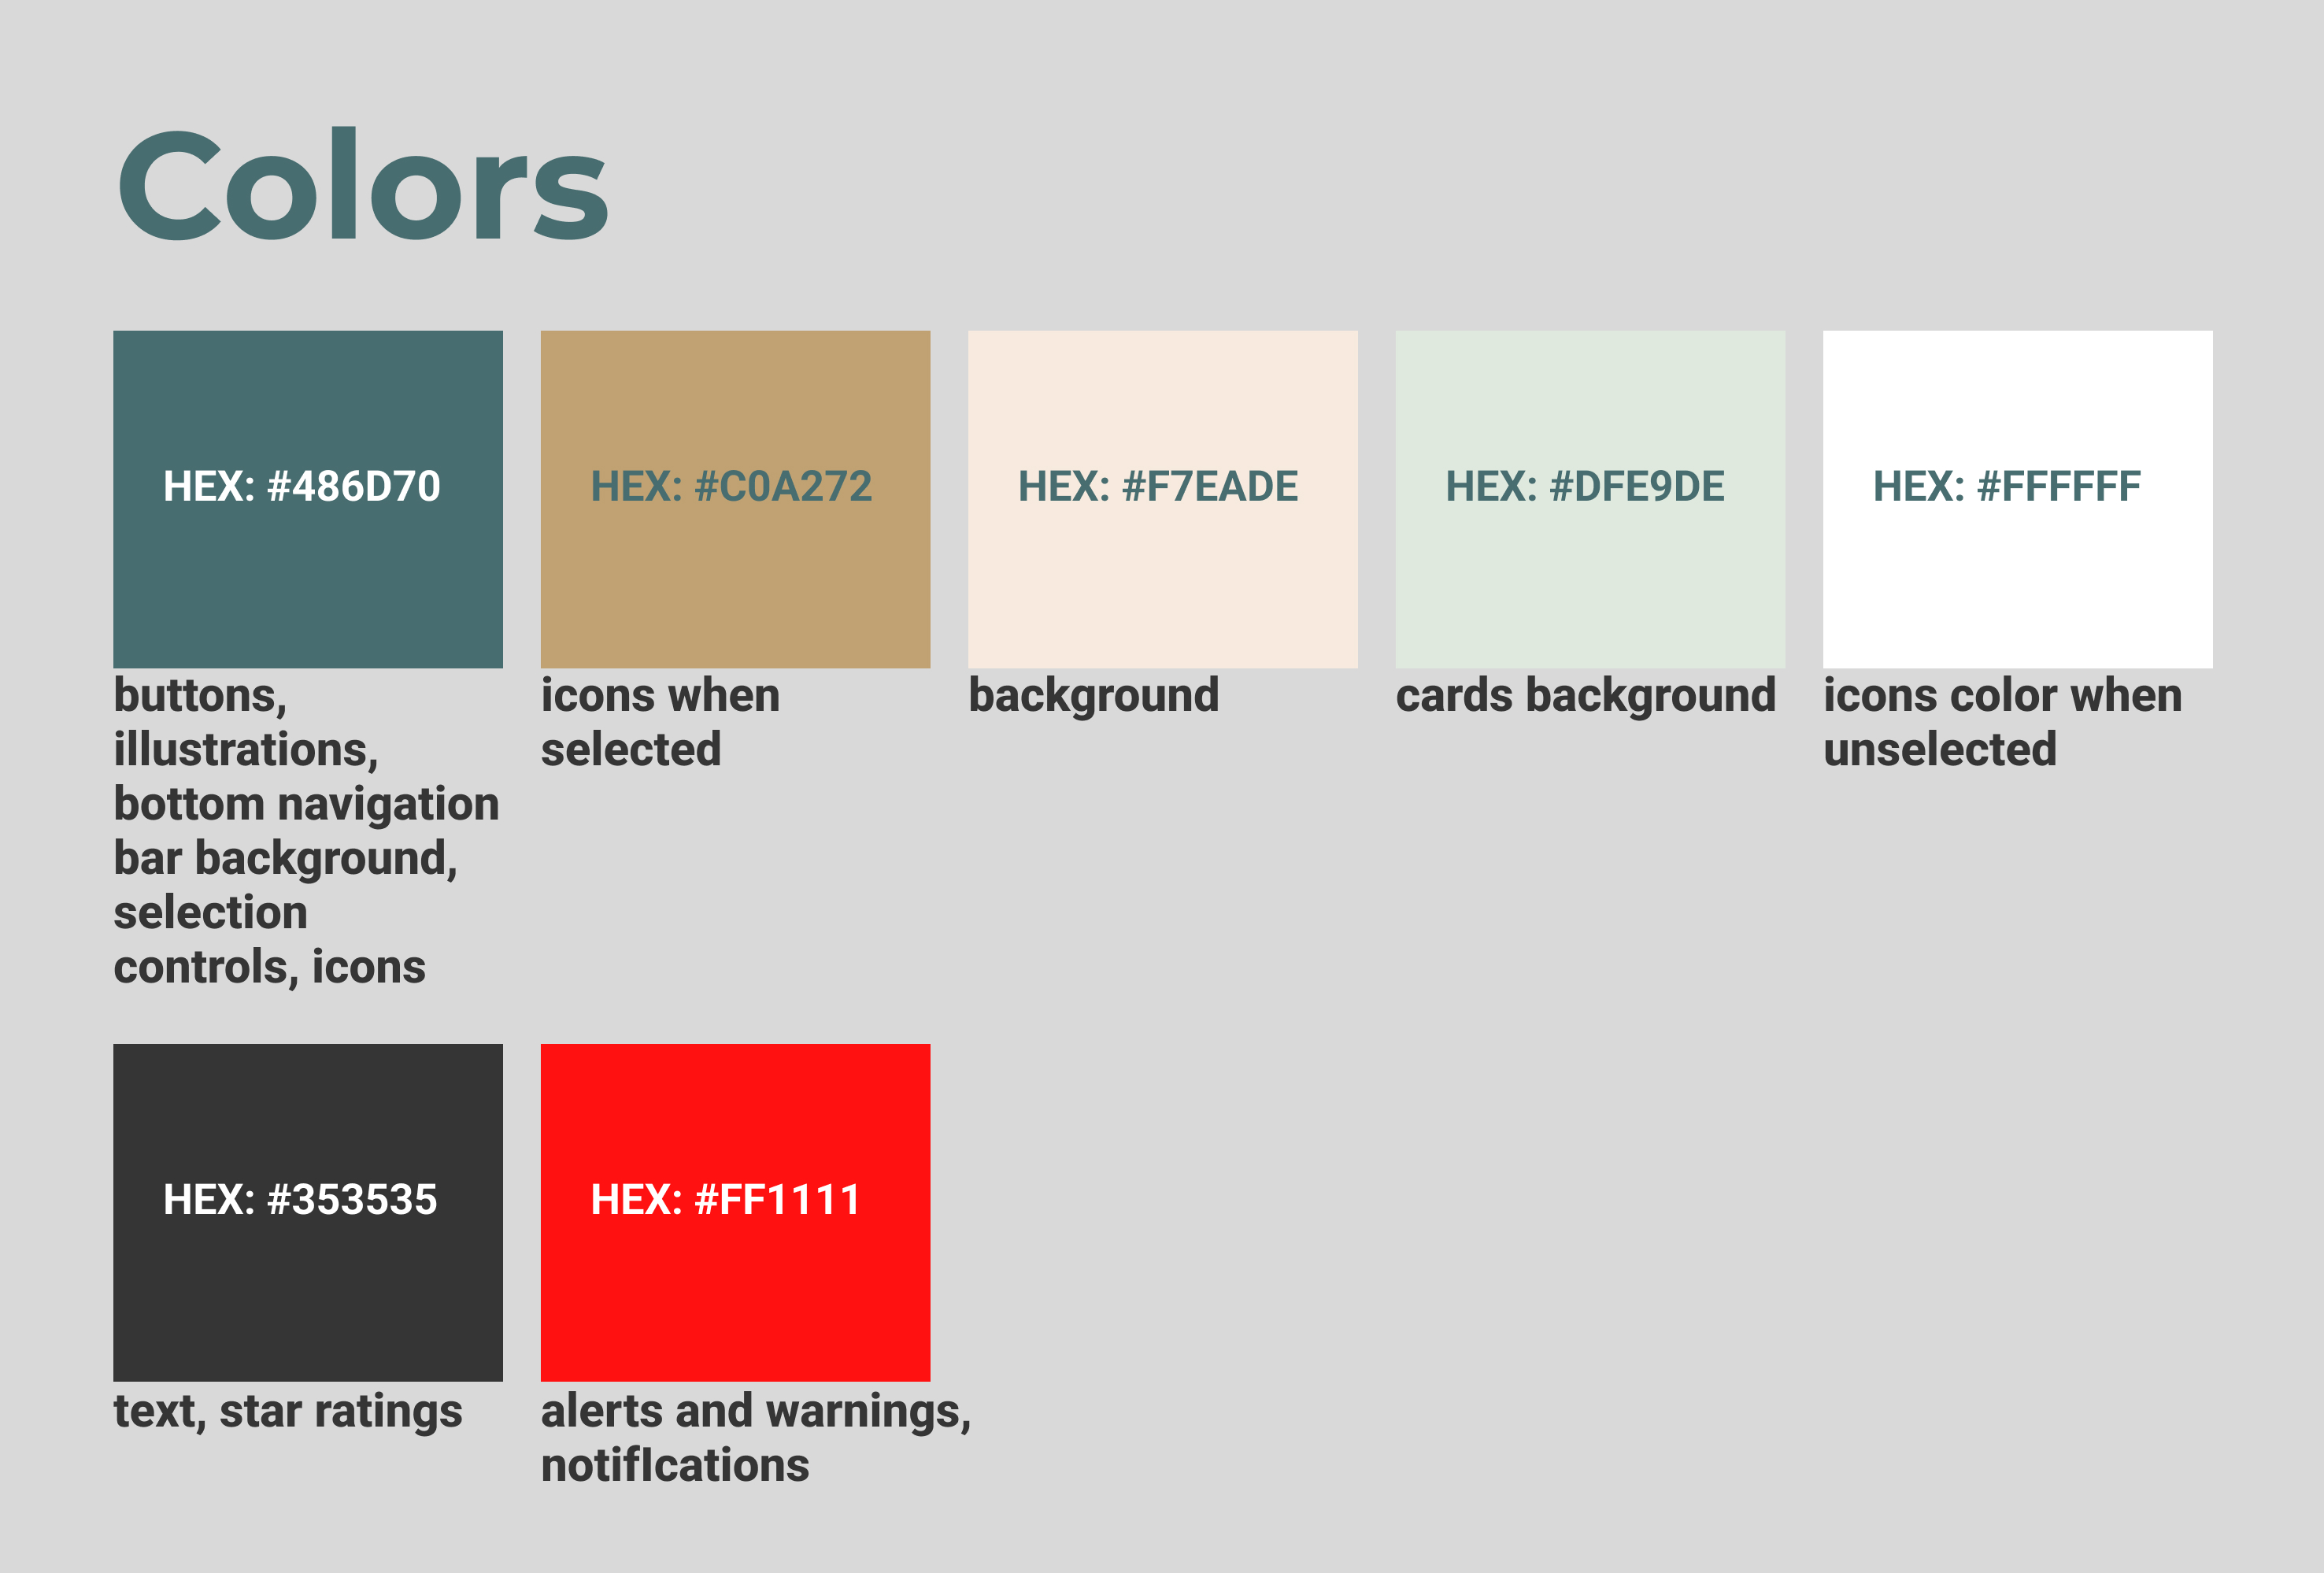 Colors
HEX: #486D70
HEX: #C0A272
HEX: #F7EADE
HEX: #DFE9DE
HEX: #FFFFFF
buttons,
illustrations,
bottom navigation
bar background,
selection
controls, icons
icons when
selected
background
cards background
icons color when
unselected
HEX: #353535
HEX: #FF1111
text, star ratings
alerts and warnings,
notifications